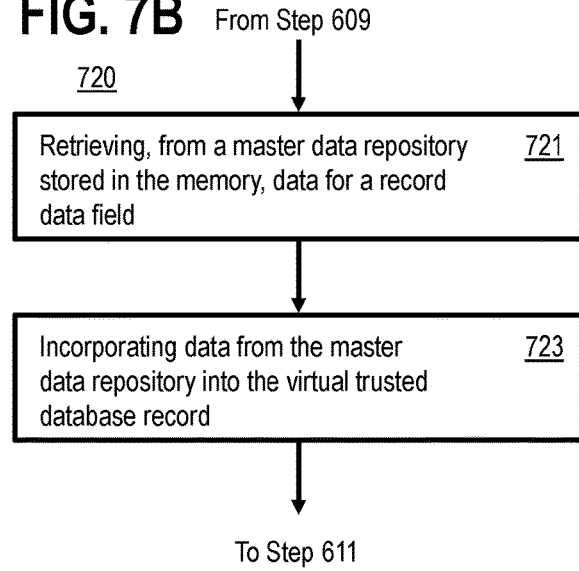 FIG. 7B From Step 609
720
Retrieving, from a master data repository 721
stored in the memory, data for a record
data field
Incorporating data from the master 723
data repository into the virtual trusted
database record
To Step 611